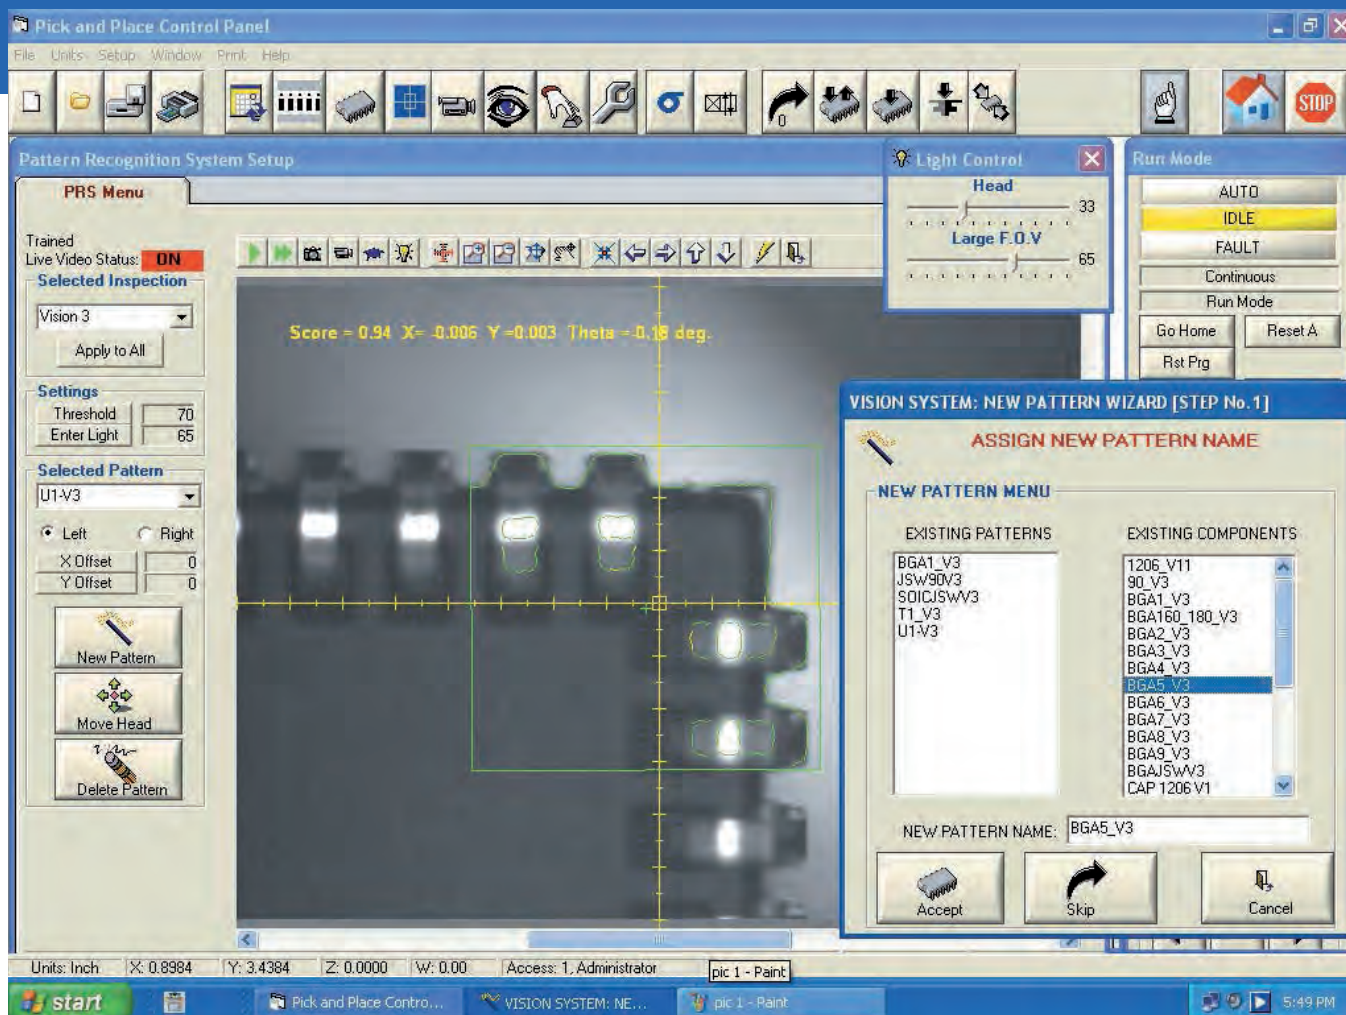 Pick and Place Control Panel
File Units Setup Window Print Help
0
STOP
Pattern Recognition System Setup
PRS Menu
Trained
Live Video Status: ON
Selected Inspection
Vision 3
Apply to All
Settings
Threshold 70
Enter Light 65
Selected Pattern
U1-V3
Left Right
X Offset 0
Y Offset 0
New Pattern
Move Head
Delete Pattern
Score = 0.94 X= -0.006 Y =0.003 Theta =-0.18 deg.
Light Control
Head
33
Large F.O.V
65
Run Mode
AUTO
IDLE
FAULT
Continuous
Run Mode
Go Home Reset A
Rst Prg
VISION SYSTEM: NEW PATTERN WIZARD [STEP No.1]
ASSIGN NEW PATTERN NAME
NEW PATTERN MENU
EXISTING PATTERNS
BGA1_V3
JSW90V3
SOICJSWV3
T1_V3
U1-V3
EXISTING COMPONENTS
1206_V11
90_V3
BGA1_V3
BGA160_180_V3
BGA2_V3
BGA3_V3
BGA4_V3
BGA5_V3
BGA6_V3
BGA7_V3
BGA8_V3
BGA9_V3
BGAJSWV3
CAP 1206 V1
NEW PATTERN NAME: BGA5_V3
Accept Skip Cancel
Units: Inch X: 0.8984 Y: 3.4384 Z: 0.0000 W: 0.00 Access: 1, Administrator
pic 1 - Paint
start Pick and Place Contro... VISION SYSTEM: NE... pic 1 - Paint 5:49 PM